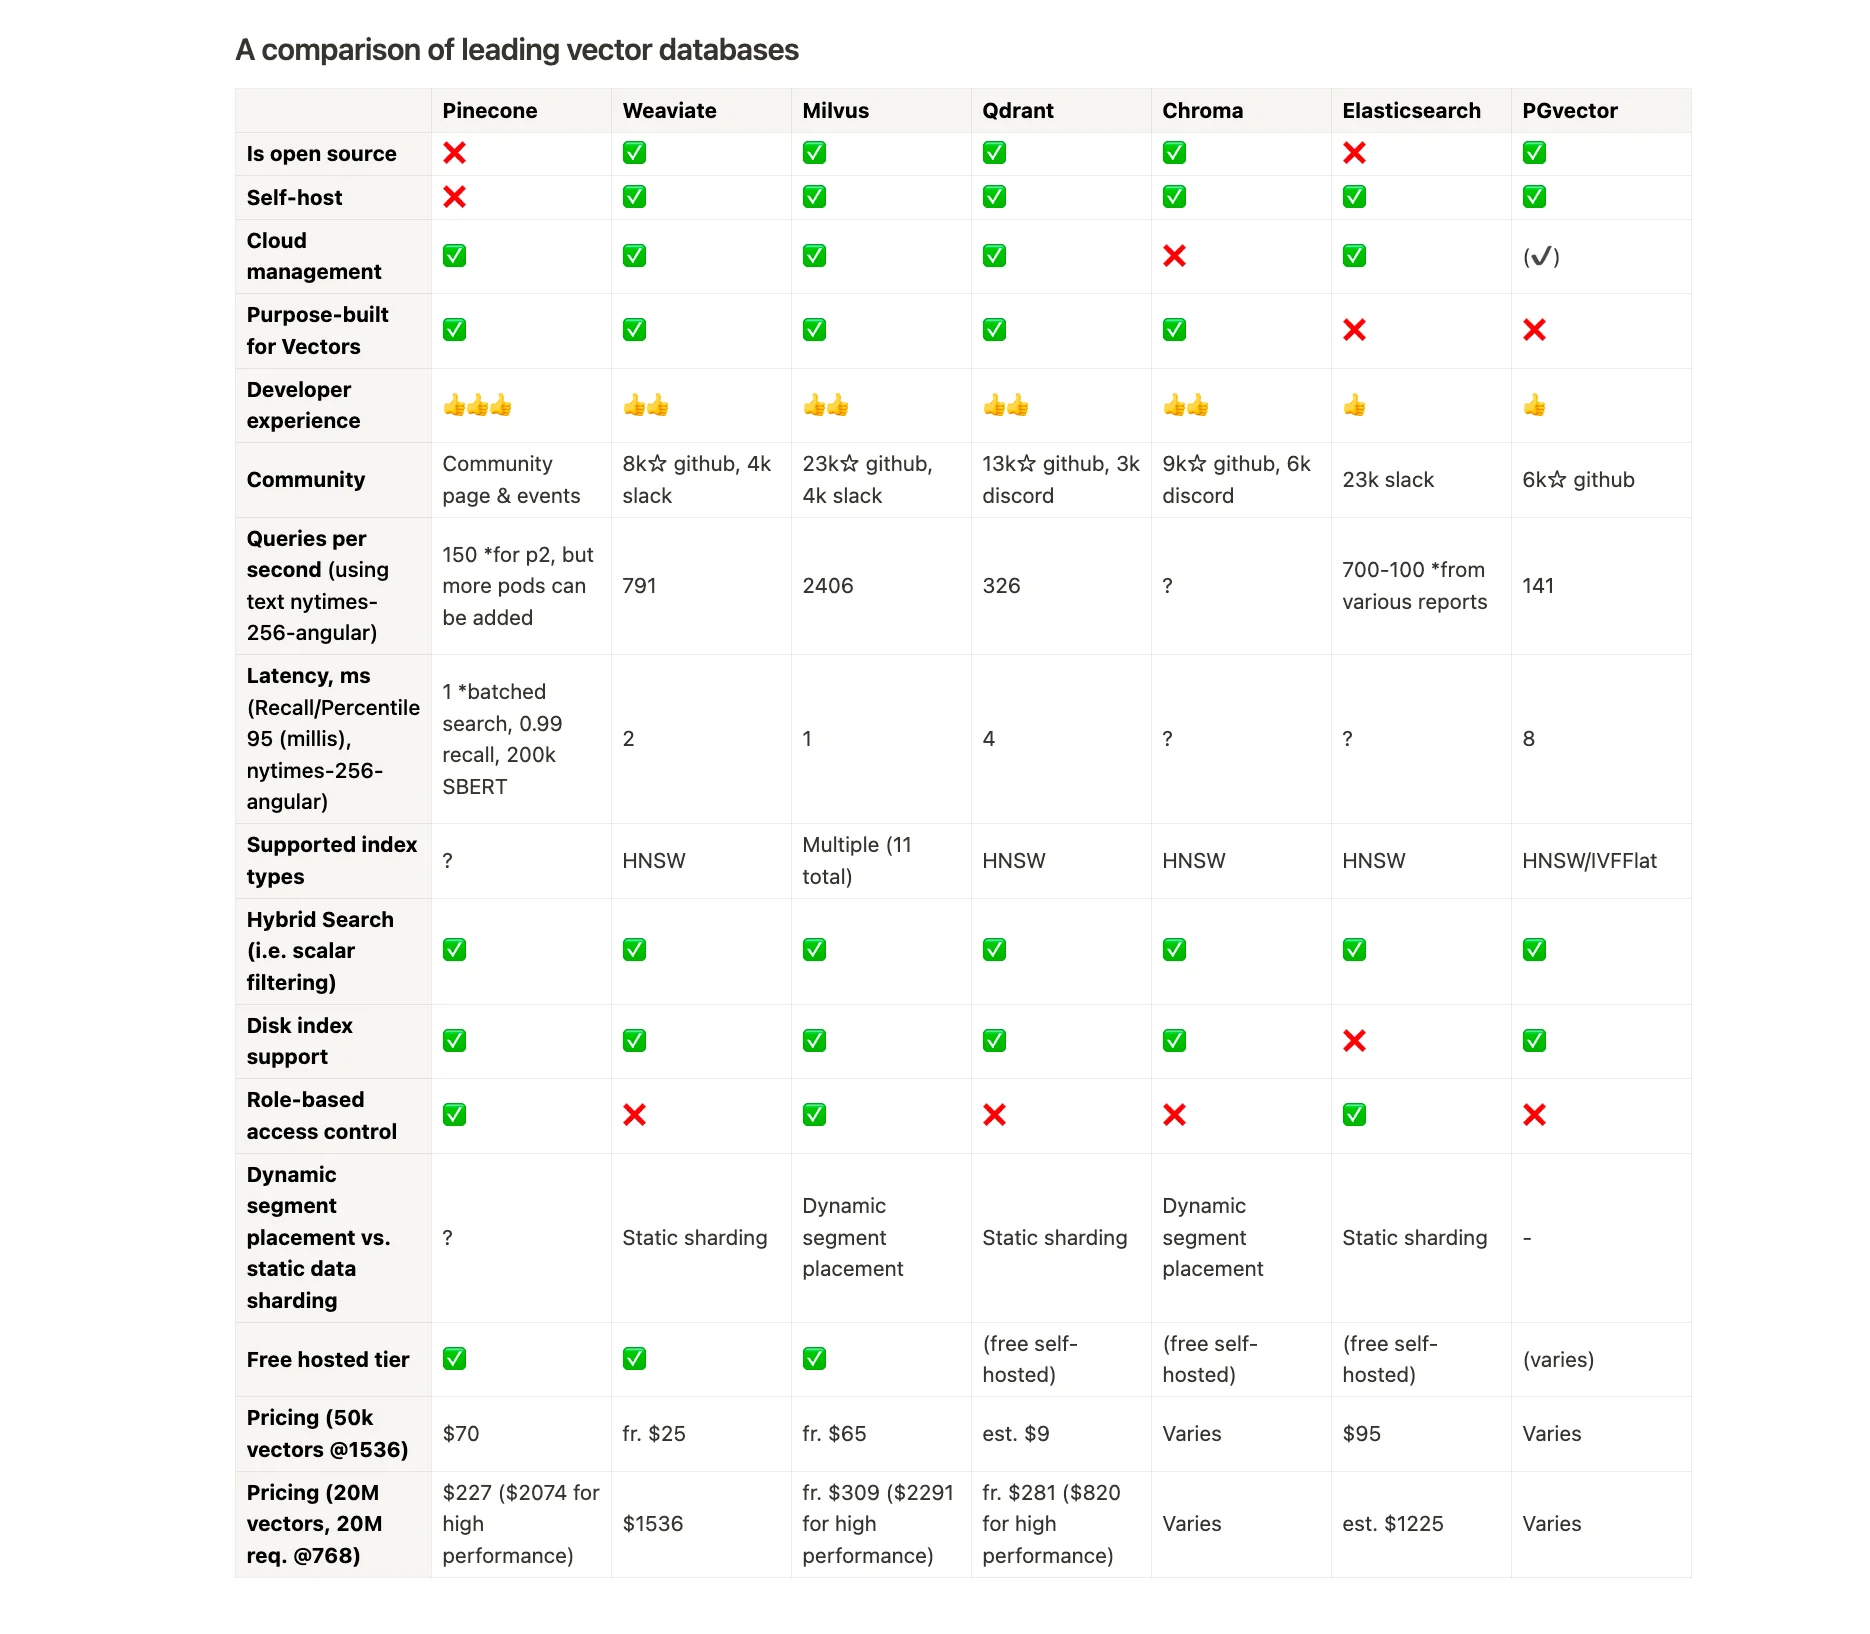 A comparison of leading vector databases
Pinecone Weaviate Milvus Qdrant Chroma Elasticsearch PGvector
Is open source ❌ ✅ ✅ ✅ ✅ ❌ ✅
Self-host ❌ ✅ ✅ ✅ ✅ ✅ ✅
Cloud
management ✅ ✅ ✅ ✅ ❌ ✅ (✔)
Purpose-built
for Vectors ✅ ✅ ✅ ✅ ✅ ❌ ❌
Developer
experience 👍👍👍 👍👍 👍👍 👍👍 👍👍 👍 👍
Community
Community
page & events
8k☆ github, 4k
slack
23k☆ github,
4k slack
13k☆ github, 3k
discord
9k☆ github, 6k
discord
23k slack
6k☆ github
Queries per
second (using
text nytimes-
256-angular)
150 *for p2, but
more pods can
be added
791
2406
326
?
700-100 *from
various reports
141
Latency, ms
(Recall/Percentile
95 (millis),
nytimes-256-
angular)
1 *batched
search, 0.99
recall, 200k
SBERT
2
1
4
?
?
8
Supported index
types
?
HNSW
Multiple (11
total)
HNSW
HNSW
HNSW
HNSW/IVFFlat
Hybrid Search
(i.e. scalar
filtering)
✅ ✅ ✅ ✅ ✅ ✅ ✅
Disk index
support
✅ ✅ ✅ ✅ ✅ ❌ ✅
Role-based
access control
✅ ❌ ✅ ❌ ❌ ✅ ❌
Dynamic
segment
placement vs.
static data
sharding
?
Static sharding
Dynamic
segment
placement
Static sharding
Dynamic
segment
placement
Static sharding
-
Free hosted tier
✅ ✅ ✅
(free self-
hosted)
(free self-
hosted)
(free self-
hosted)
(varies)
Pricing (50k
vectors @1536)
$70
fr. $25
fr. $65
est. $9
Varies
$95
Varies
Pricing (20M
vectors, 20M
req. @768)
$227 ($2074 for
high
performance)
$1536
fr. $309 ($2291
for high
performance)
fr. $281 ($820
for high
performance)
Varies
est. $1225
Varies